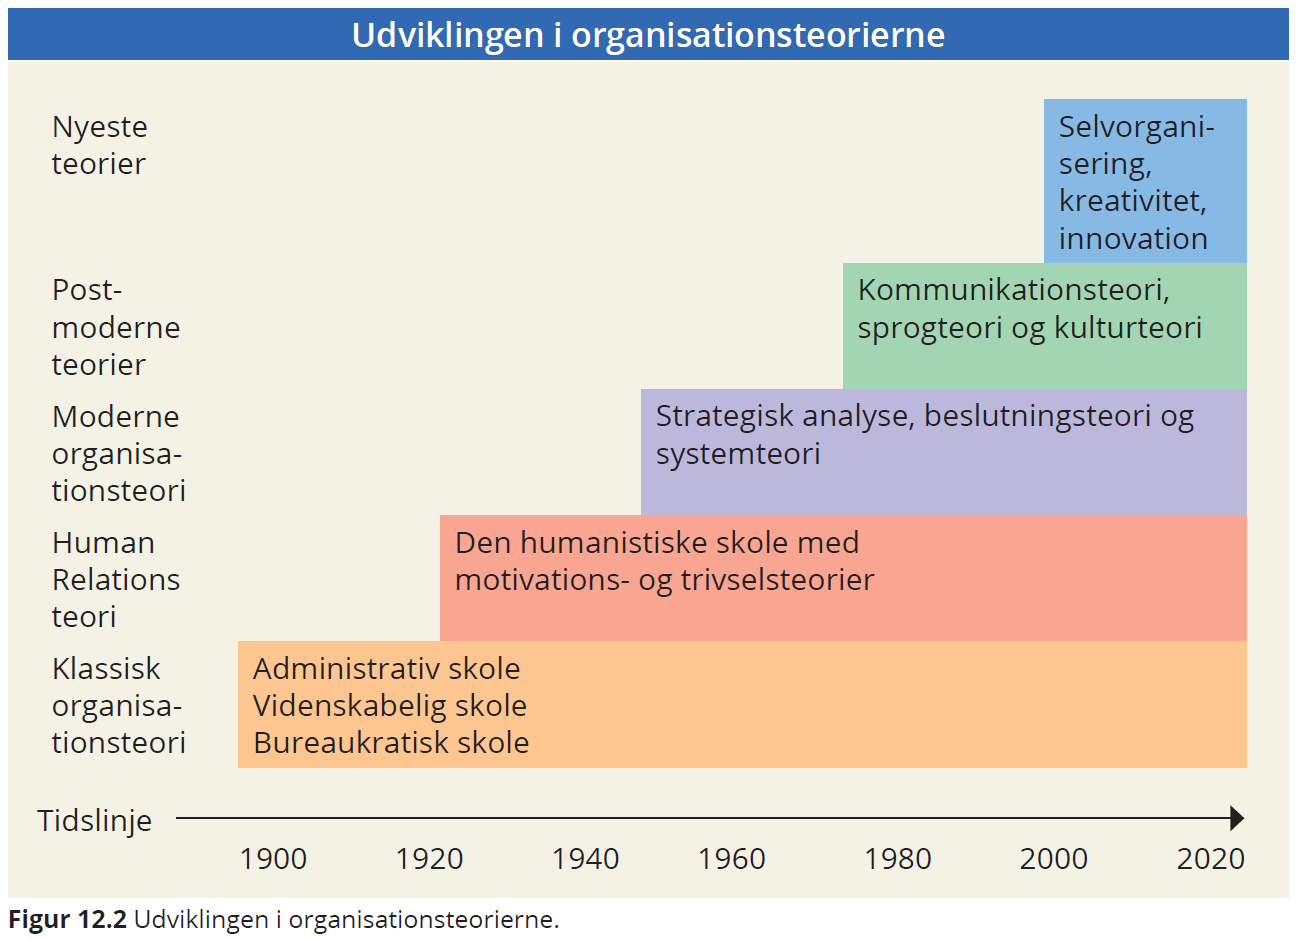 Udviklingen i organisationsteorierne
Nyeste
teorier
Selvorgani-
sering,
kreativitet,
innovation
Post-
moderne
teorier
Kommunikationsteori,
sprogteori og kulturteori
Moderne
organisa-
tionsteori
Strategisk analyse, beslutningsteori og
systemteori
Human
Relations
teori
Den humanistiske skole med
motivations- og trivselsteorier
Klassisk
organisa-
tionsteori
Administrativ skole
Videnskabelig skole
Bureaukratisk skole
Tidslinje
1900 1920 1940 1960 1980 2000 2020
Figur 12.2 Udviklingen i organisationsteorierne.